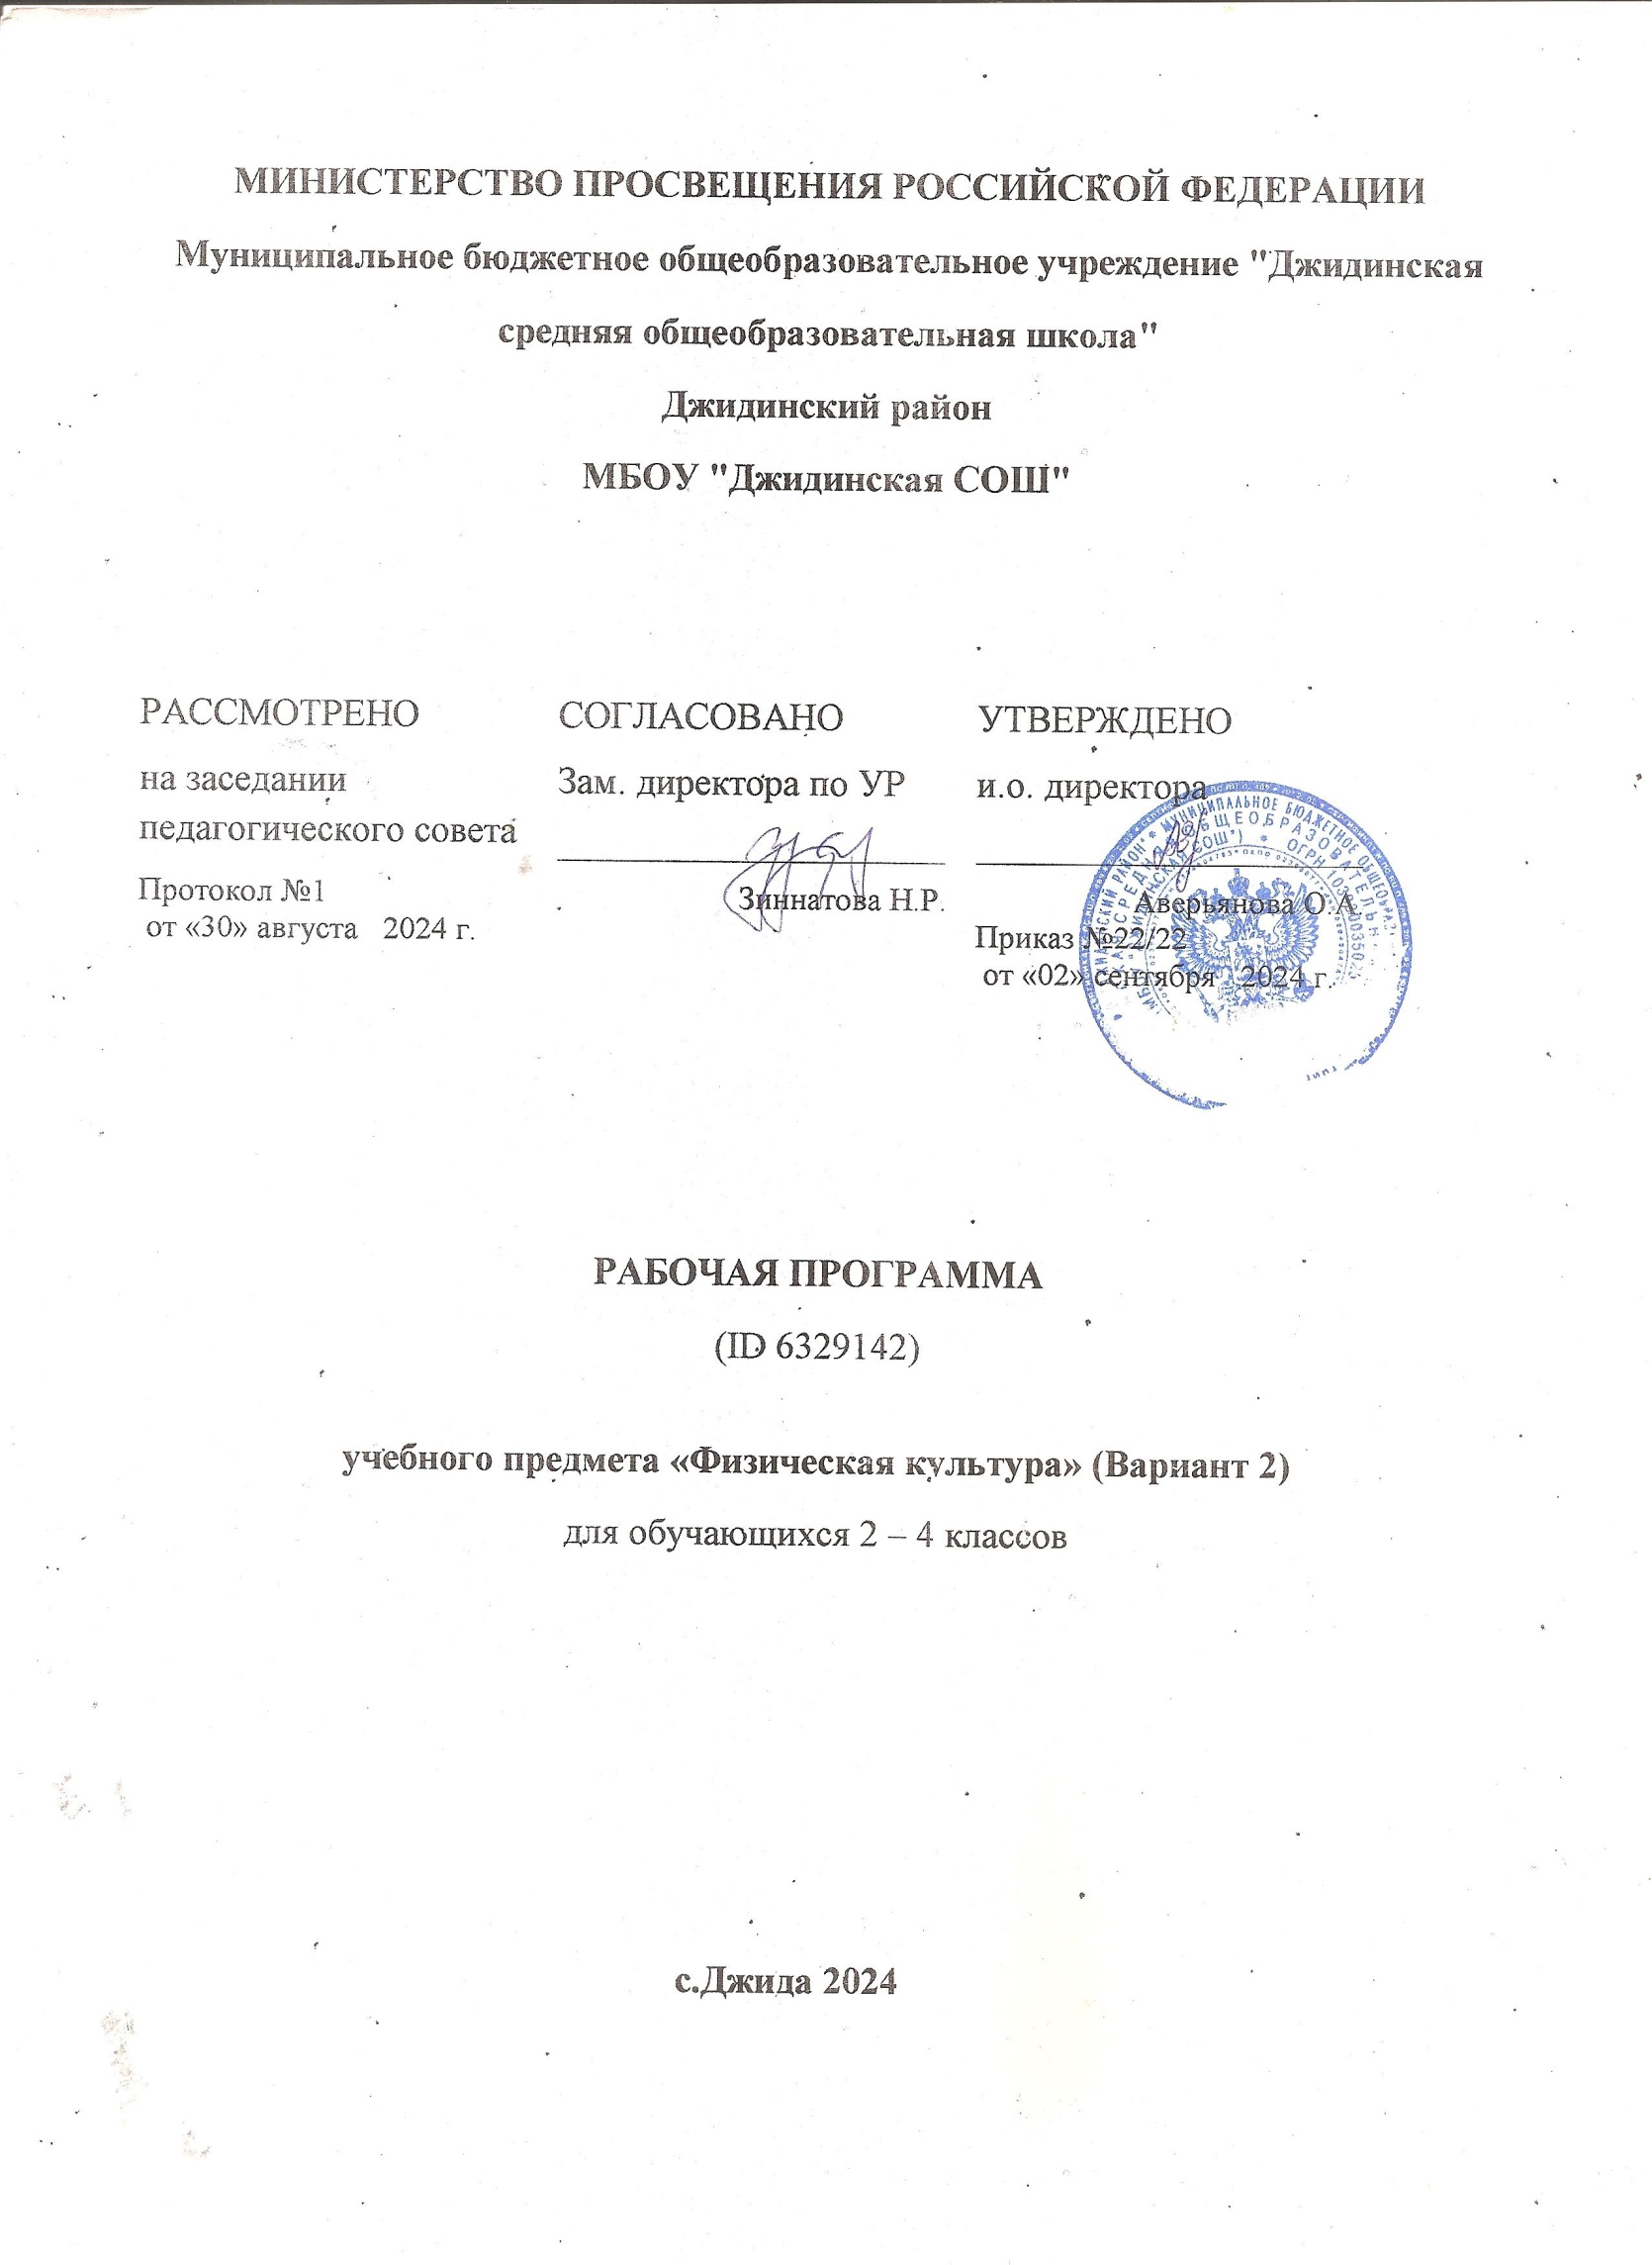 МИНИСТЕРСТВО ПРОСВЕЩЕНИЯ РОССИЙСКОЙ ФЕДЕРАЦИИ
Муниципальное бюджетное общеобразовательное учреждение "Джидинская
средняя общеобразовательная школа"
Джидинский район
МБОУ "Джидинская СОШ"
РАССМОТРЕНО
на заседании
педагогического совета
Протокол №1
от «30» августа 2024 г.
СОГЛАСОВАНО
Зам. директора по УР
Зиннатова Н.Р.
УТВЕРЖДЕНО
и.о. директора
Аверьянова О.А.
Приказ №22/22
от «02» сентября 2024 г.
МУНИЦИПАЛЬНОЕ БЮДЖЕТНОЕ
РАБОЧАЯ ПРОГРАММА
(ID 6329142)
учебного предмета «Физическая культура» (Вариант 2)
для обучающихся 2 – 4 классов
с.Джида 2024